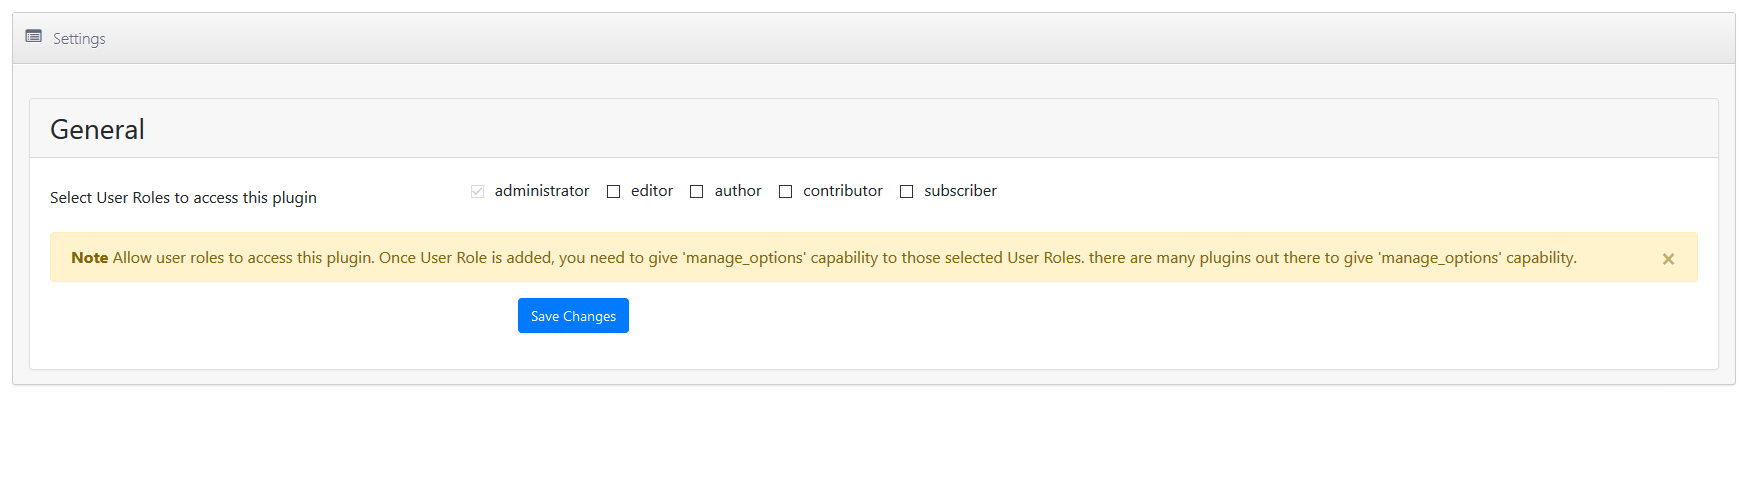 Settings
General
Select User Roles to access this plugin
administrator editor author contributor subscriber
Note Allow user roles to access this plugin. Once User Role is added, you need to give 'manage_options' capability to those selected User Roles. there are many plugins out there to give 'manage_options' capability. ×
Save Changes